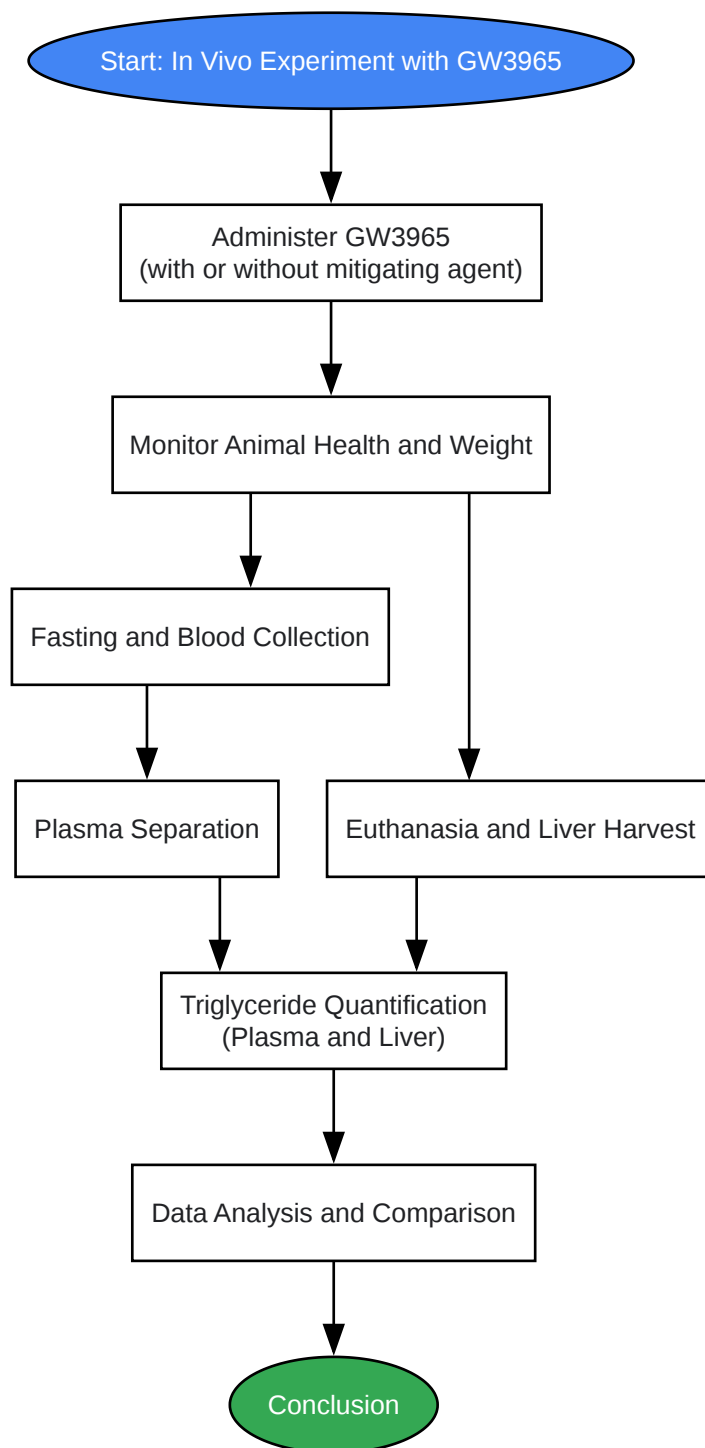 Start: In Vivo Experiment with GW3965
Administer GW3965
(with or without mitigating agent)
Monitor Animal Health and Weight
Fasting and Blood Collection
Plasma Separation
Euthanasia and Liver Harvest
Triglyceride Quantification
(Plasma and Liver)
Data Analysis and Comparison
Conclusion